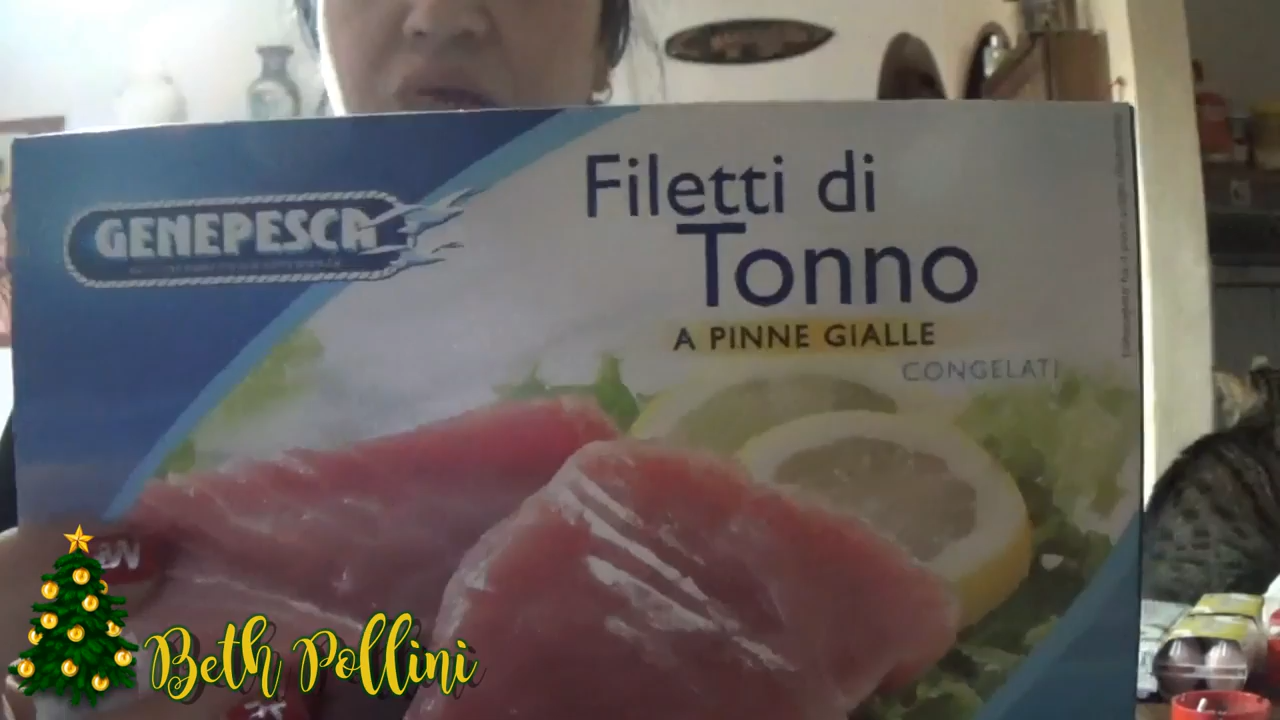 GENEPESCA
Filetti di
Tonno
A PINNE GIALLE
CONGELATI
Beth Pollini